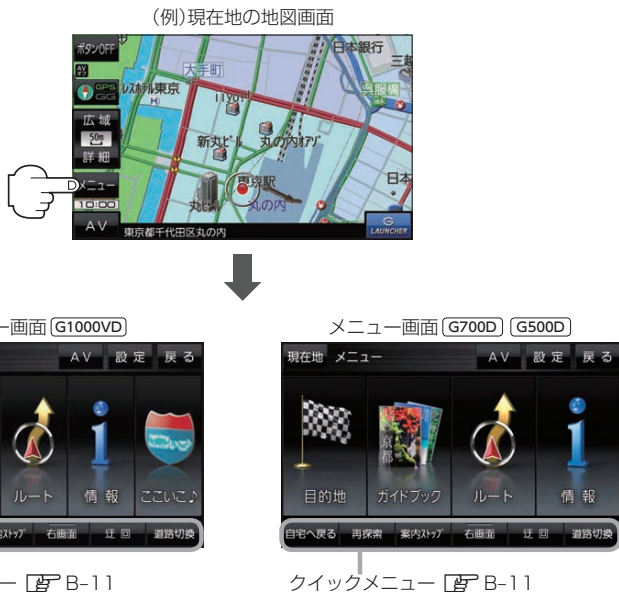 (例)現在地の地図画面
ボタンOFF
AVオフ
GPS
GG
広域
50m
詳細
メニュー
10:00
AV
大手町
日本銀行
呉服橋
新丸ビル
丸の内オアゾ
東京駅
丸の内
東京都千代田区丸の内
G LAUNCHER
ー画面 G1000VD
AV 設定 戻る
ルート 情報 ここいこ♪
右画面 迂回 道路切換
ー B-11
メニュー画面 G700D G500D
現在地 メニュー AV 設定 戻る
京都
目的地 ガイドブック ルート 情報
自宅へ戻る 再探索 案内ストップ 右画面 迂回 道路切換
クイックメニュー B-11